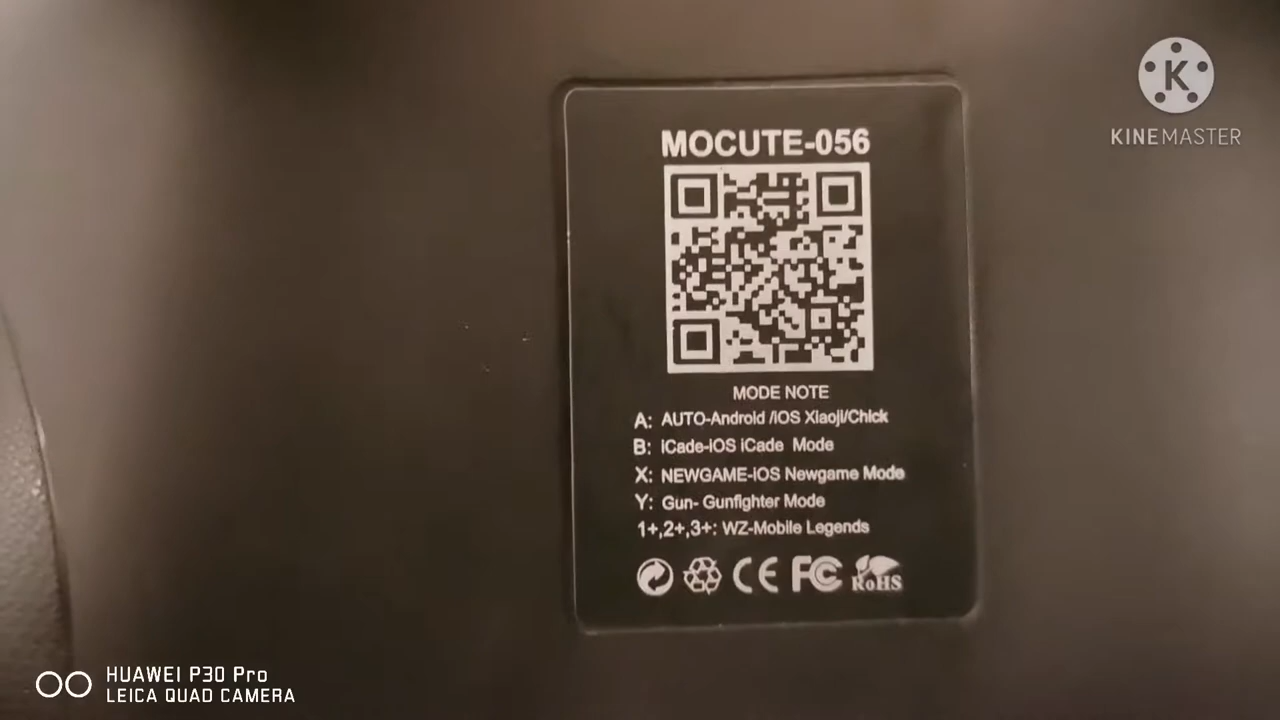 MOCUTE-056
MODE NOTE
A: AUTO-Android /iOS Xiaoji/Chick
B: iCade-iOS iCade Mode
X: NEWGAME-iOS Newgame Mode
Y: Gun- Gunfighter Mode
1+,2+,3+: WZ-Mobile Legends
CE FC RoHS
K
KINEMASTER
HUAWEI P30 Pro
LEICA QUAD CAMERA